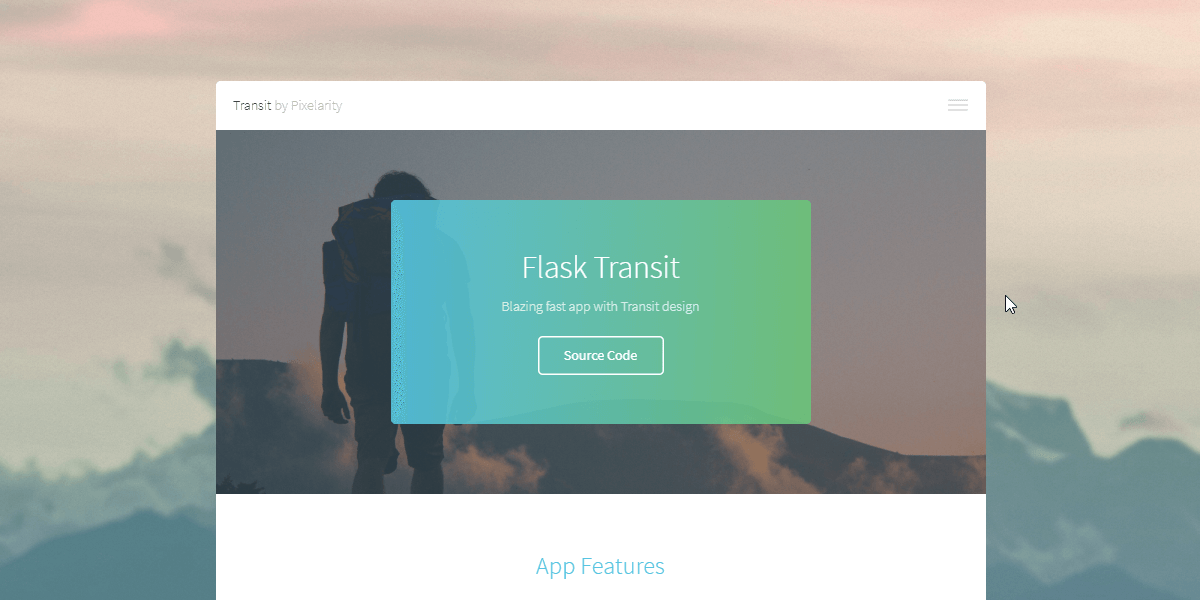 Transit by Pixelarity
Flask Transit
Blazing fast app with Transit design
Source Code
App Features